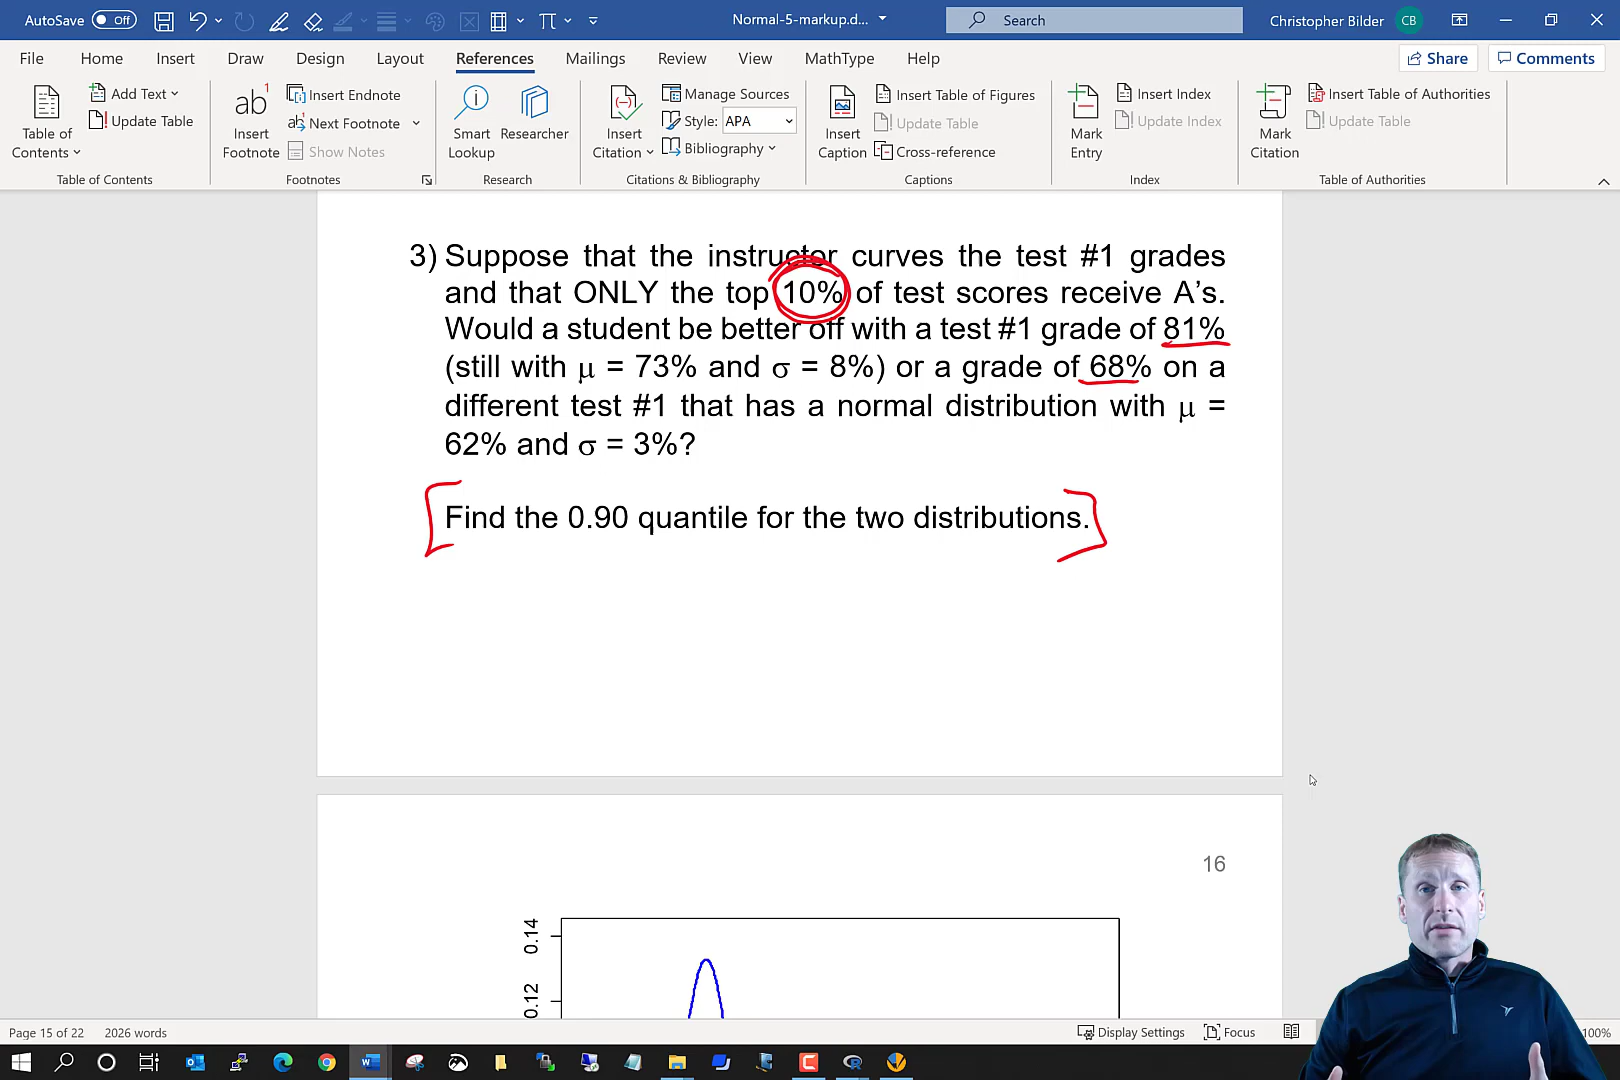 AutoSave Off Normal-5-markup.d... Search Christopher Bilder CB
File Home Insert Draw Design Layout References Mailings Review View MathType Help Share Comments
Table of Contents
Add Text
Update Table
Table of Contents
ab 1
Insert Footnote
Insert Endnote
ab Next Footnote
Show Notes
Footnotes
Smart Lookup
Researcher
Research
Insert Citation
Manage Sources
Style: APA
Bibliography
Citations & Bibliography
Insert Caption
Insert Table of Figures
Update Table
Cross-reference
Captions
Mark Entry
Insert Index
Update Index
Index
Mark Citation
Insert Table of Authorities
Update Table
Table of Authorities
3) Suppose that the instructor curves the test #1 grades
and that ONLY the top 10% of test scores receive A’s.
Would a student be better off with a test #1 grade of 81%
(still with μ = 73% and σ = 8%) or a grade of 68% on a
different test #1 that has a normal distribution with μ =
62% and σ = 3%?
Find the 0.90 quantile for the two distributions.
16
0.14
0.12
Page 15 of 22 2026 words Display Settings Focus 100%